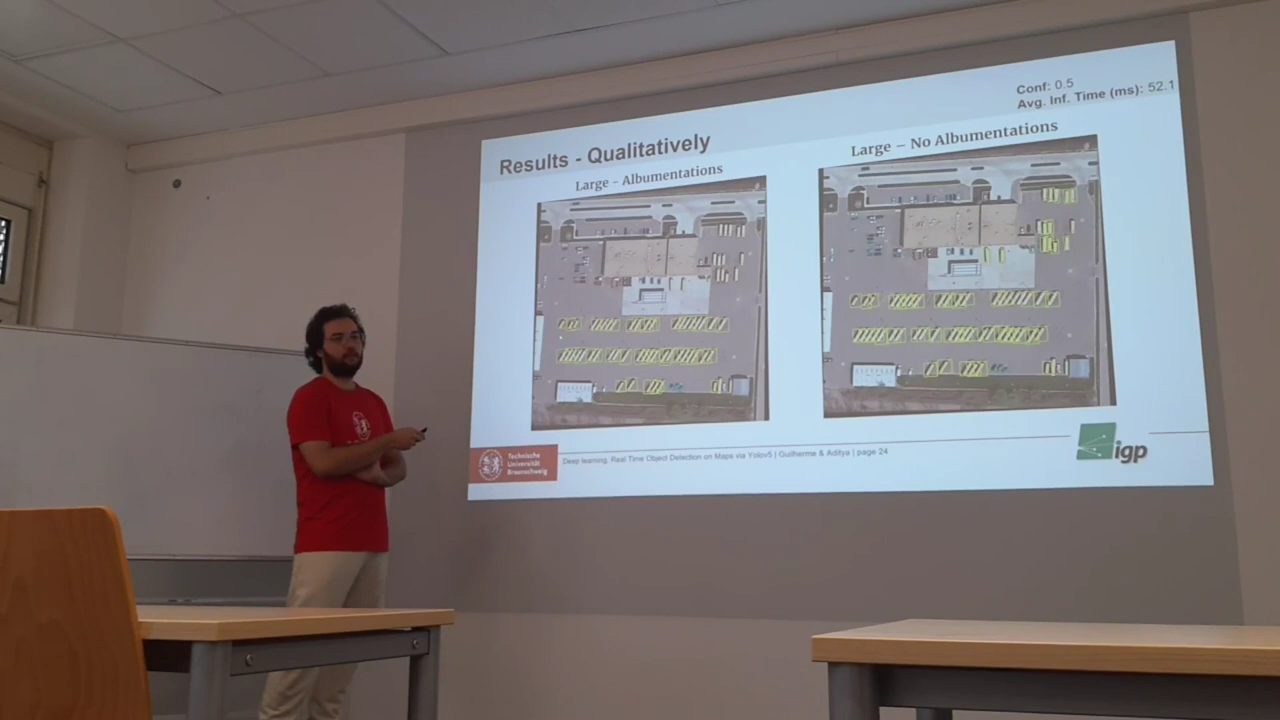 Conf: 0.5
Avg. Inf. Time (ms): 52.1
Results - Qualitatively
Large - Albumentations
Large – No Albumentations
Technische
Universität
Braunschweig
Deep learning, Real Time Object Detection on Maps via Yolov5 | Guilherme & Aditya | page 24
igp